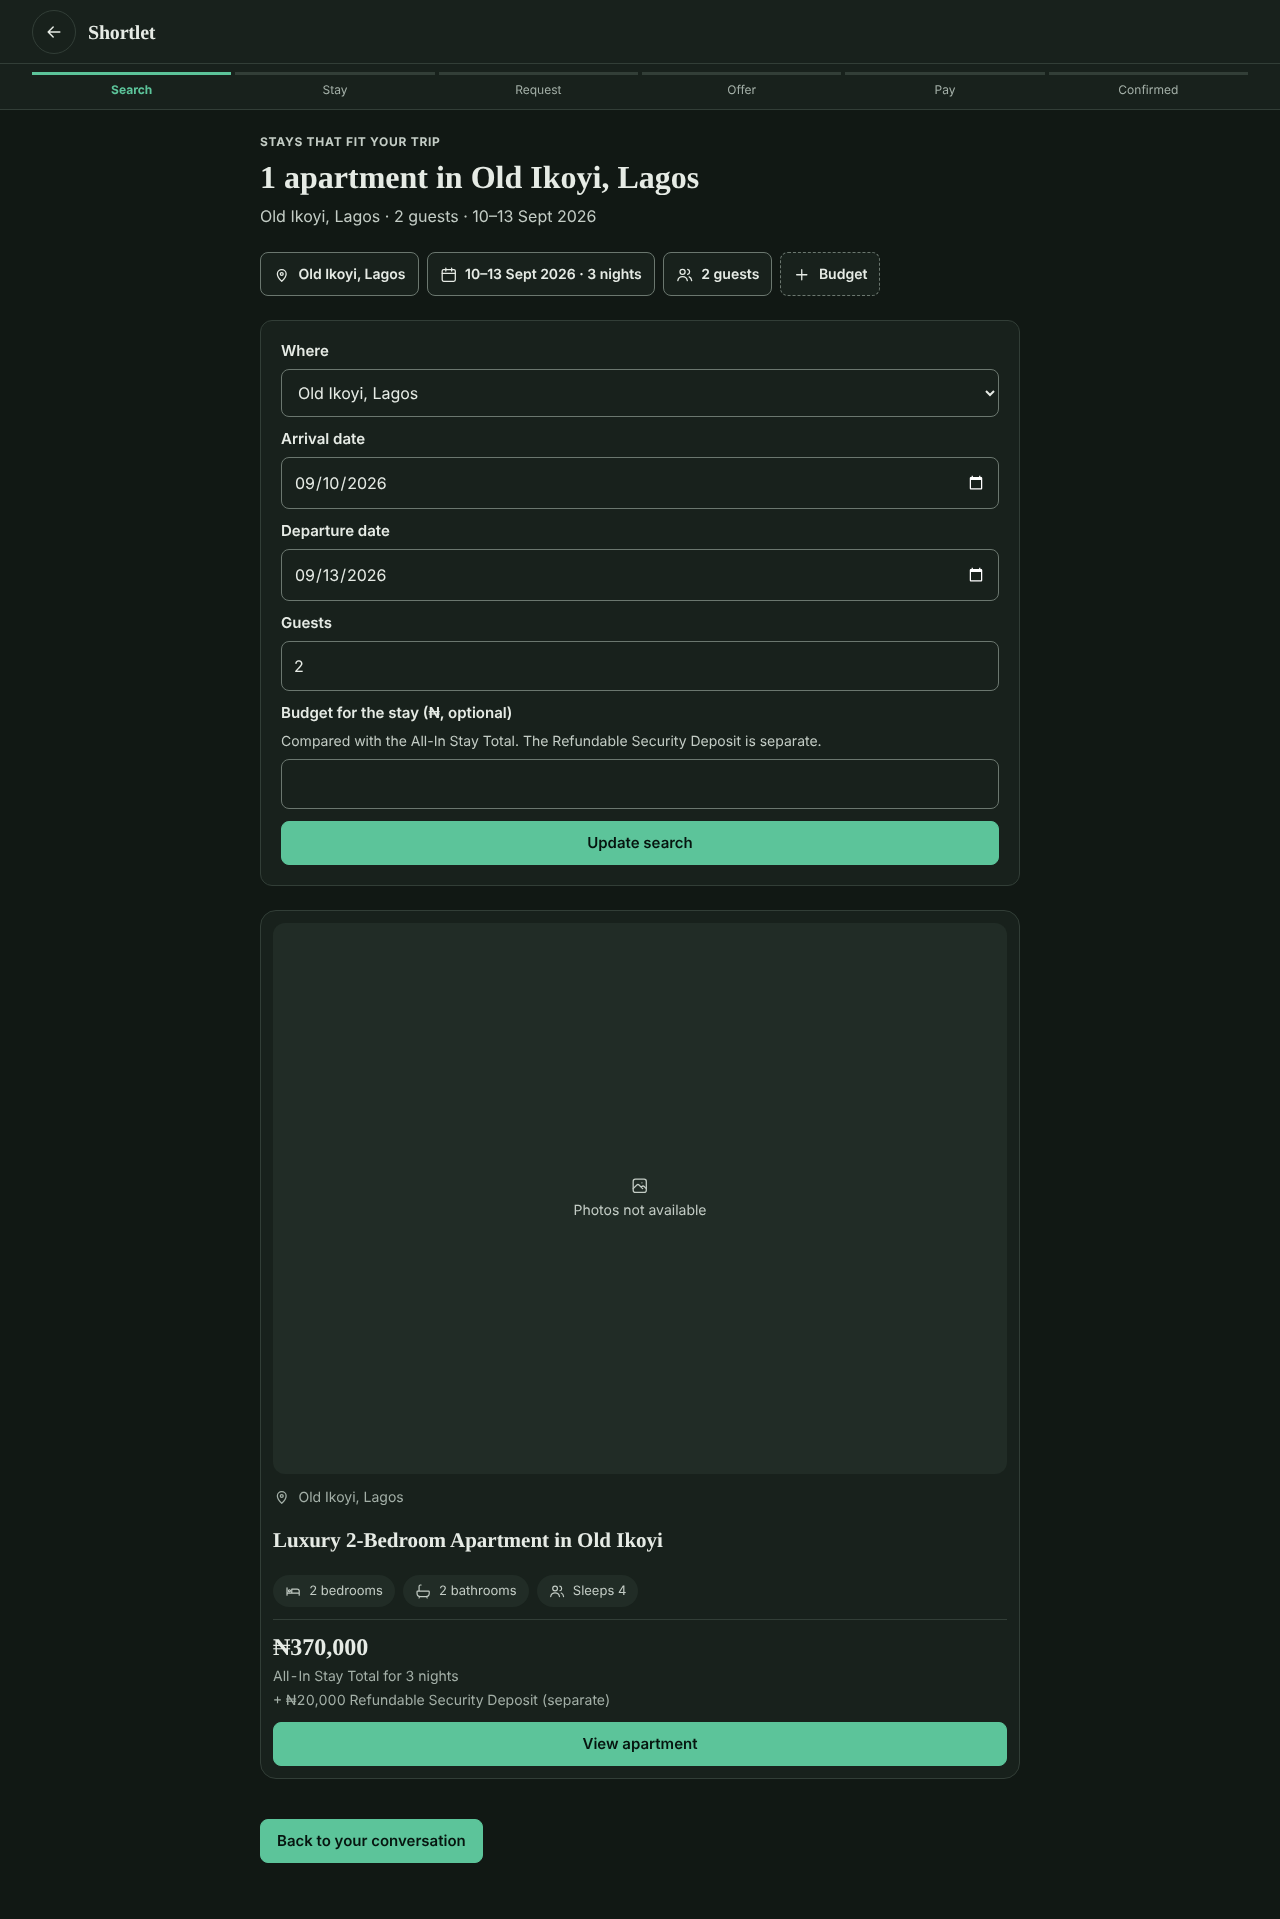 Shortlet
Search
Stay
Request
Offer
Pay
Confirmed
STAYS THAT FIT YOUR TRIP
1 apartment in Old Ikoyi, Lagos
Old Ikoyi, Lagos · 2 guests · 10–13 Sept 2026
Old Ikoyi, Lagos
10–13 Sept 2026 · 3 nights
2 guests
Budget
Where
Old Ikoyi, Lagos
Arrival date
09/10/2026
Departure date
09/13/2026
Guests
2
Budget for the stay (₦, optional)
Compared with the All-In Stay Total. The Refundable Security Deposit is separate.
Update search
Photos not available
Old Ikoyi, Lagos
Luxury 2-Bedroom Apartment in Old Ikoyi
2 bedrooms
2 bathrooms
Sleeps 4
₦370,000
All-In Stay Total for 3 nights
+ ₦20,000 Refundable Security Deposit (separate)
View apartment
Back to your conversation